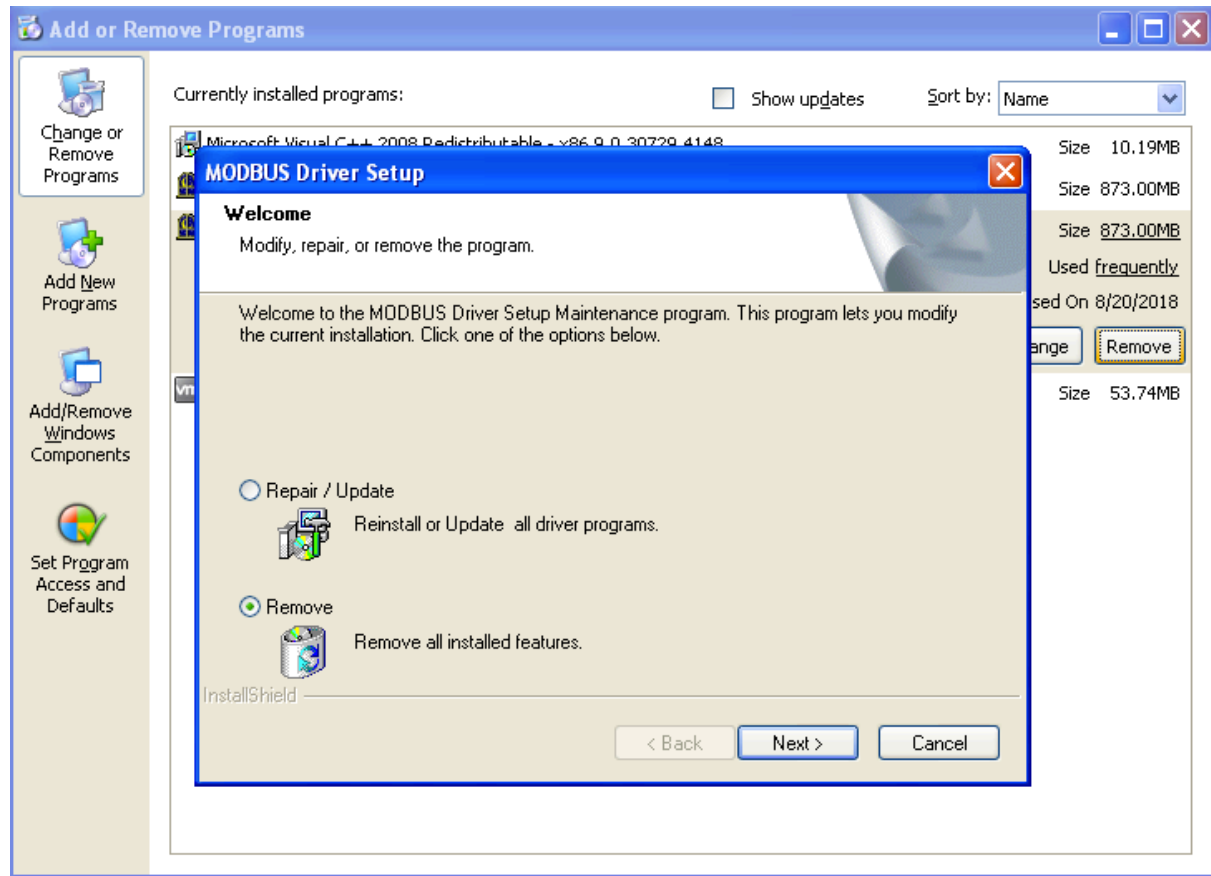 Add or Remove Programs
Change or
Remove
Programs
Add New
Programs
Add/Remove
Windows
Components
Set Program
Access and
Defaults
Currently installed programs:
Show updates
Sort by: Name
Microsoft Visual C++ 2008 Redistributable - x86 9.0.30729.4148
Size 10.19MB
Size 873.00MB
Size 873.00MB
Used frequently
sed On 8/20/2018
ange Remove
vm
Size 53.74MB
MODBUS Driver Setup
Welcome
Modify, repair, or remove the program.
Welcome to the MODBUS Driver Setup Maintenance program. This program lets you modify
the current installation. Click one of the options below.
Repair / Update
Reinstall or Update all driver programs.
Remove
Remove all installed features.
InstallShield
< Back Next > Cancel